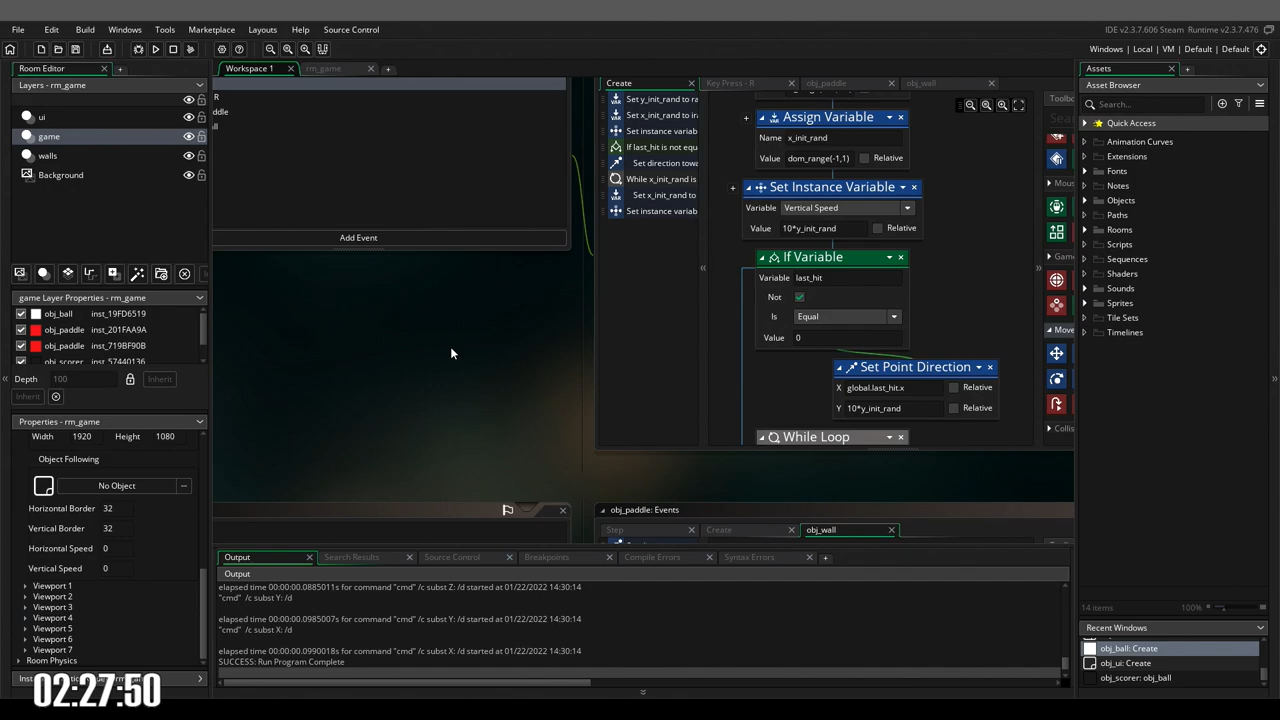 File Edit Build Windows Tools Marketplace Layouts Help Source Control
IDE v2.3.7.606 Steam Runtime v2.3.7.476
Windows | Local | VM | Default | Default
Room Editor
Workspace 1
rm_game
Assets
Layers - rm_game
Create
Key Press - R
obj_paddle
obj_wall
Asset Browser
R
Search...
Toolbo
Quick Access
ui
game
walls
Background
Set y_init_rand to ra
Set x_init_rand to ira
Set instance variab
If last_hit is not equ
Set direction towa
While x_init_rand is
Set x_init_rand to
Set instance variab
Assign Variable
Name x_init_rand
Value dom_range(-1,1) Relative
Set Instance Variable
Variable Vertical Speed
Value 10*y_init_rand Relative
If Variable
Variable last_hit
Not
Is Equal
Value 0
Set Point Direction
X global.last_hit.x Relative
Y 10*y_init_rand Relative
While Loop
Animation Curves
Extensions
Fonts
Notes
Objects
Paths
Rooms
Scripts
Sequences
Shaders
Sounds
Sprites
Tile Sets
Timelines
Add Event
game Layer Properties - rm_game
obj_ball inst_19FD6519
obj_paddle inst_201FAA9A
obj_paddle inst_719BF90B
obj_scorer inst_57440136
Depth 100 Inherit
Inherit
Properties - rm_game
Width 1920 Height 1080
Object Following
No Object
Horizontal Border 32
Vertical Border 32
Horizontal Speed 0
Vertical Speed 0
Viewport 1
Viewport 2
Viewport 3
Viewport 4
Viewport 5
Viewport 6
Viewport 7
Room Physics
obj_paddle: Events
Step
Create
obj_wall
Output
Search Results
Source Control
Breakpoints
Compile Errors
Syntax Errors
Output
elapsed time 00:00:00.0885011s for command "cmd" /c subst Z: /d started at 01/22/2022 14:30:14
"cmd" /c subst Y: /d
elapsed time 00:00:00.0985007s for command "cmd" /c subst Y: /d started at 01/22/2022 14:30:14
"cmd" /c subst X: /d
elapsed time 00:00:00.0990018s for command "cmd" /c subst X: /d started at 01/22/2022 14:30:14
SUCCESS: Run Program Complete
14 items 100%
Recent Windows
obj_ball: Create
obj_ui: Create
obj_scorer: obj_ball
02:27:50